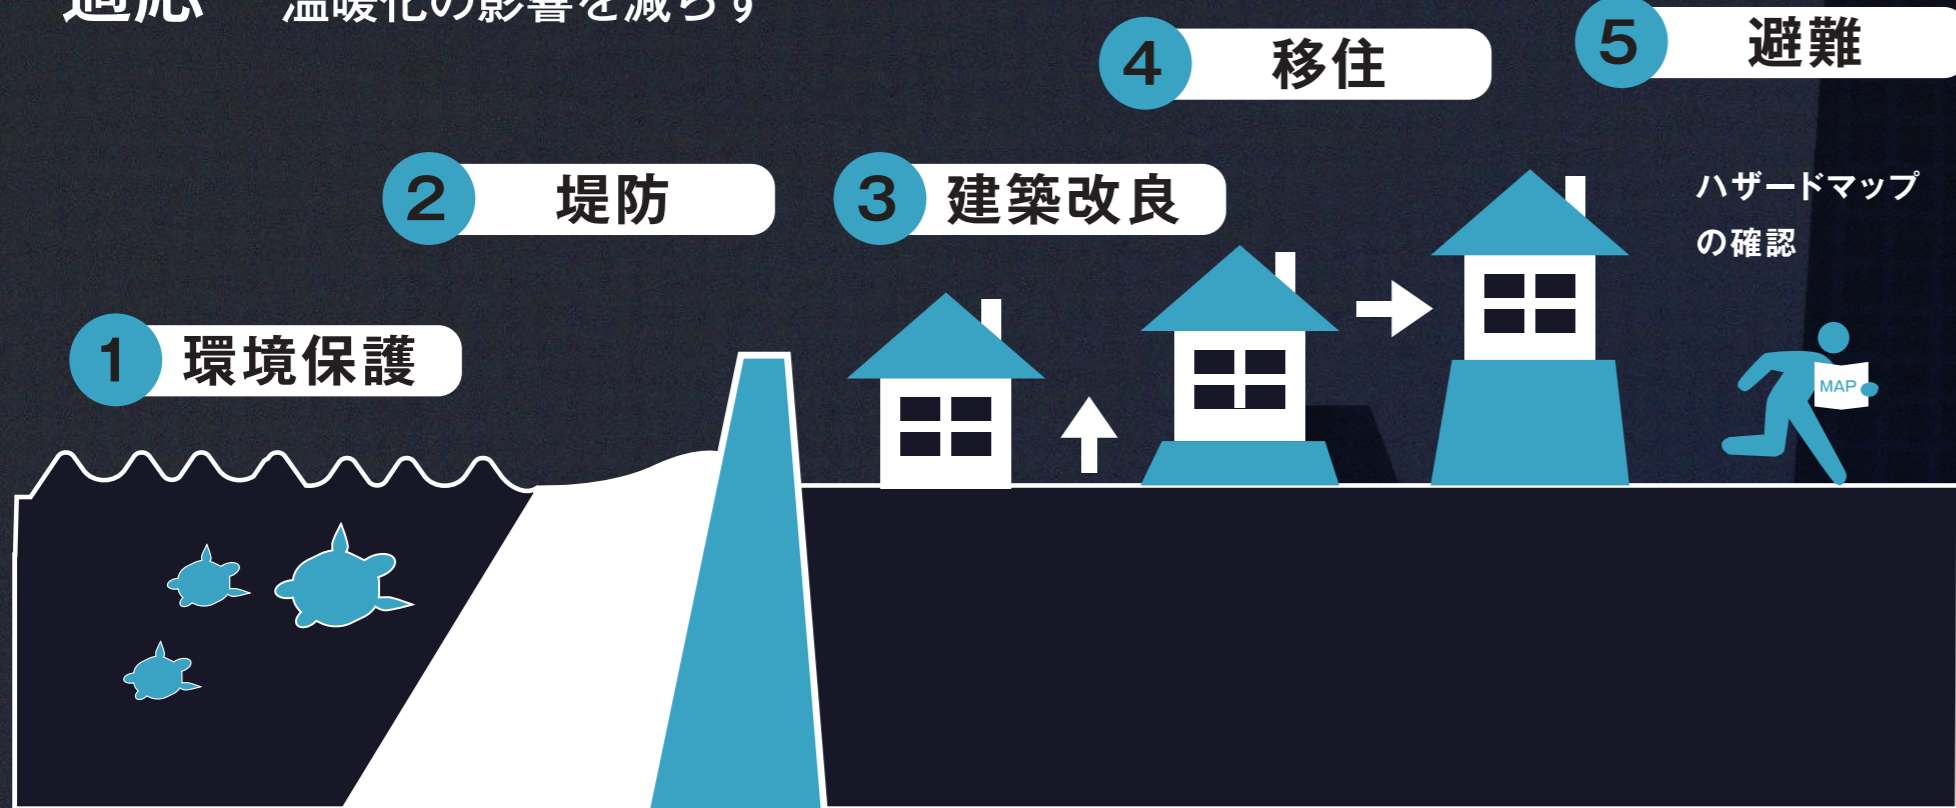 適応 温暖化の影響を減らす
1 環境保護
2 堤防
3 建築改良
4 移住
5 避難
ハザードマップ
の確認
MAP